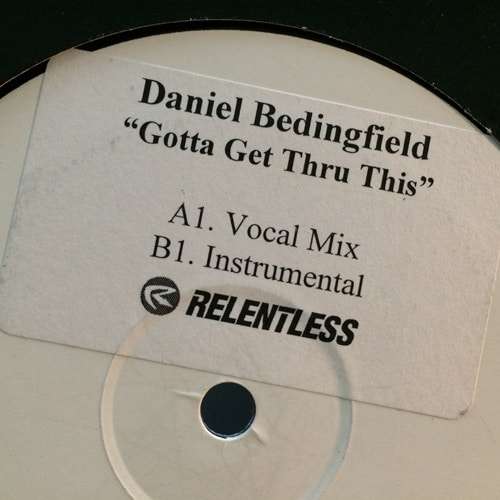 Daniel Bedingfield
“Gotta Get Thru This”
A1. Vocal Mix
B1. Instrumental
RELENTLESS